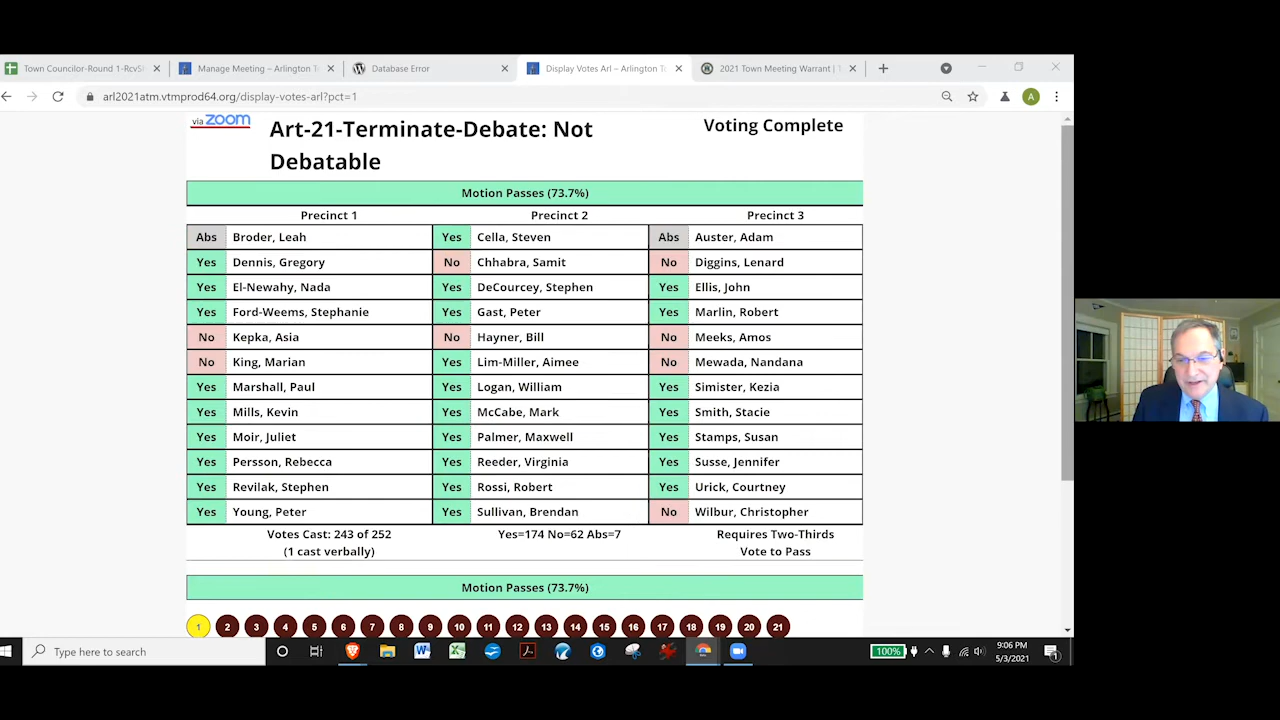 Town Councilor-Round 1-RcvSh
Manage Meeting – Arlington T
Database Error
Display Votes Arl – Arlington To
2021 Town Meeting Warrant | T
arl2021atm.vtmprod64.org/display-votes-arl?pct=1
A
via zoom
Art-21-Terminate-Debate: Not
Debatable
Voting Complete
Motion Passes (73.7%)
Precinct 1 Precinct 2 Precinct 3
Abs Broder, Leah Yes Cella, Steven Abs Auster, Adam
Yes Dennis, Gregory No Chhabra, Samit No Diggins, Lenard
Yes El-Newahy, Nada Yes DeCourcey, Stephen Yes Ellis, John
Yes Ford-Weems, Stephanie Yes Gast, Peter Yes Marlin, Robert
No Kepka, Asia No Hayner, Bill No Meeks, Amos
No King, Marian Yes Lim-Miller, Aimee No Mewada, Nandana
Yes Marshall, Paul Yes Logan, William Yes Simister, Kezia
Yes Mills, Kevin Yes McCabe, Mark Yes Smith, Stacie
Yes Moir, Juliet Yes Palmer, Maxwell Yes Stamps, Susan
Yes Persson, Rebecca Yes Reeder, Virginia Yes Susse, Jennifer
Yes Revilak, Stephen Yes Rossi, Robert Yes Urick, Courtney
Yes Young, Peter Yes Sullivan, Brendan No Wilbur, Christopher
Votes Cast: 243 of 252 Yes=174 No=62 Abs=7 Requires Two-Thirds
(1 cast verbally) Vote to Pass
Motion Passes (73.7%)
1 2 3 4 5 6 7 8 9 10 11 12 13 14 15 16 17 18 19 20 21
Type here to search
100%
9:06 PM
5/3/2021
1